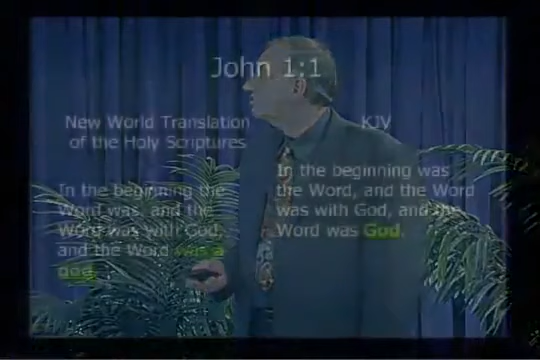 John 1:1
New World Translation
of the Holy Scriptures
In the beginning the
Word was, and the
Word was with God,
and the Word was a
god.
KJV
In the beginning was
the Word, and the Word
was with God, and the
Word was God.